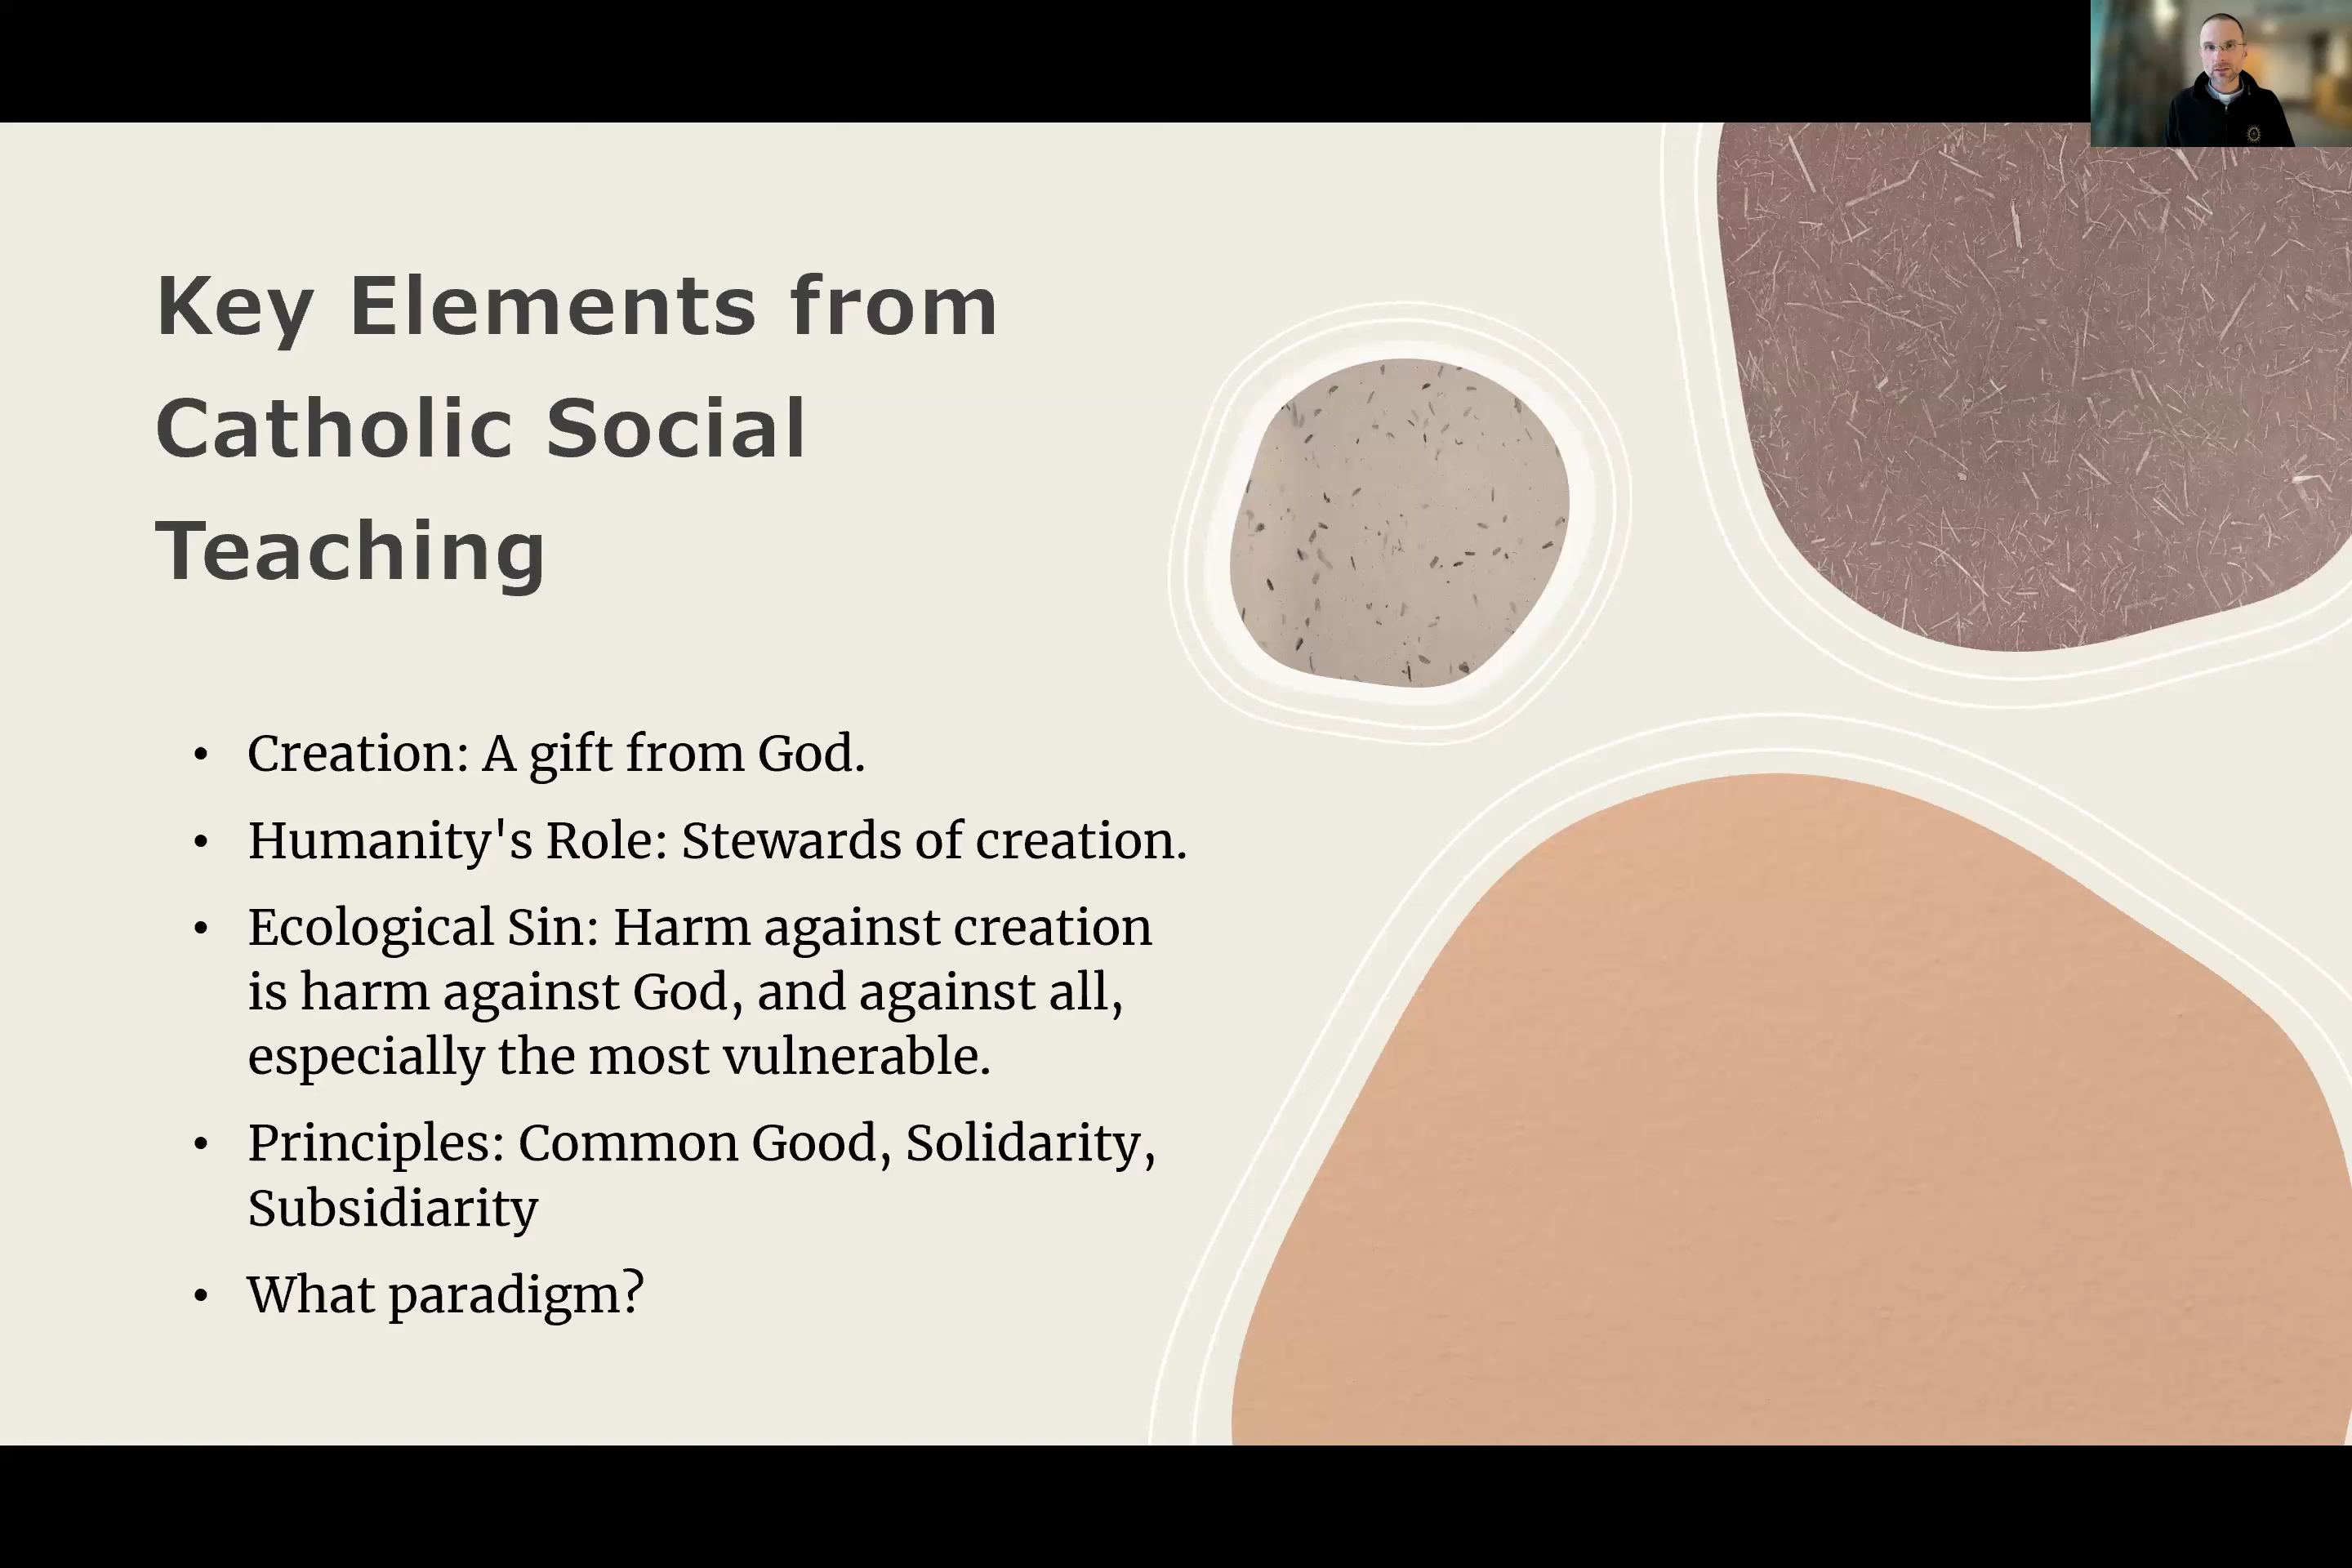 Key Elements from
Catholic Social
Teaching
• Creation: A gift from God.
• Humanity's Role: Stewards of creation.
• Ecological Sin: Harm against creation
is harm against God, and against all,
especially the most vulnerable.
• Principles: Common Good, Solidarity,
Subsidiarity
• What paradigm?